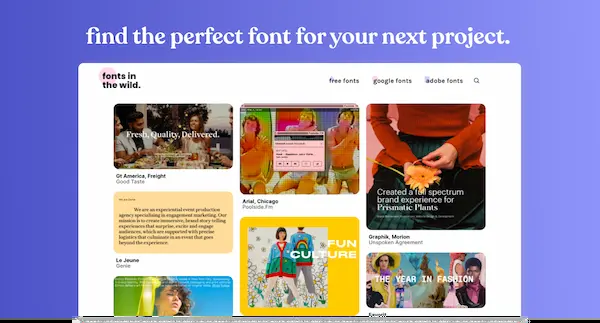 find the perfect font for your next project.
fonts in
the wild.
free fonts
google fonts
adobe fonts
Fresh, Quality, Delivered.
Gt America, Freight
Good Taste
We are an experiential event production
agency specialising in engagement marketing. Our
mission is to create immersive, brand story telling
experiences that surprise, excite and engage
audiences, which are supported with precise
logistics that culminate in an event that goes
beyond the experience.
Le Jeune
Genie
Arial, Chicago
Poolside.Fm
FUN
CULTURE
Created a full spectrum
brand experience for
Prismatic Plants
Graphik, Morion
Unspoken Agreement
THE YEAR IN FASHION